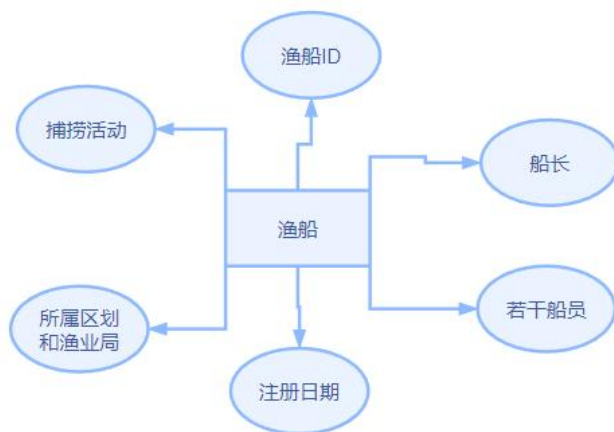 渔船ID
捕捞活动
船长
渔船
所属区划
和渔业局
若干船员
注册日期